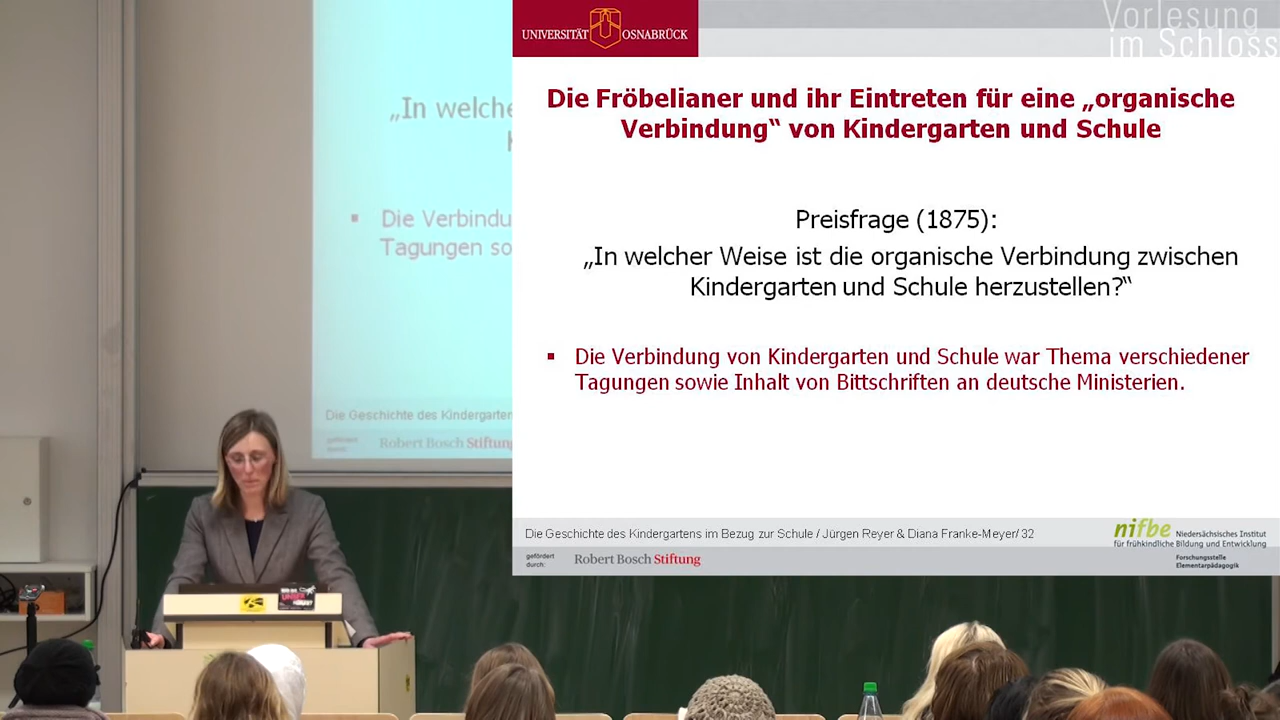 UNIVERSITÄT OSNABRÜCK
Vorlesung
im Schloss
Die Fröbelianer und ihr Eintreten für eine „organische
Verbindung“ von Kindergarten und Schule
Preisfrage (1875):
„In welcher Weise ist die organische Verbindung zwischen
Kindergarten und Schule herzustellen?“
▪ Die Verbindung von Kindergarten und Schule war Thema verschiedener
Tagungen sowie Inhalt von Bittschriften an deutsche Ministerien.
Die Geschichte des Kindergartens im Bezug zur Schule / Jürgen Reyer & Diana Franke-Meyer/ 32
nifbe Niedersächsisches Institut
für frühkindliche Bildung und Entwicklung
Forschungsstelle
Elementarpädagogik
gefördert
durch:
Robert Bosch Stiftung
„In welche
▪ Die Verbindu
Tagungen so
Die Geschichte des Kindergarten
gefördert
durch:
Robert Bosch Stiftung